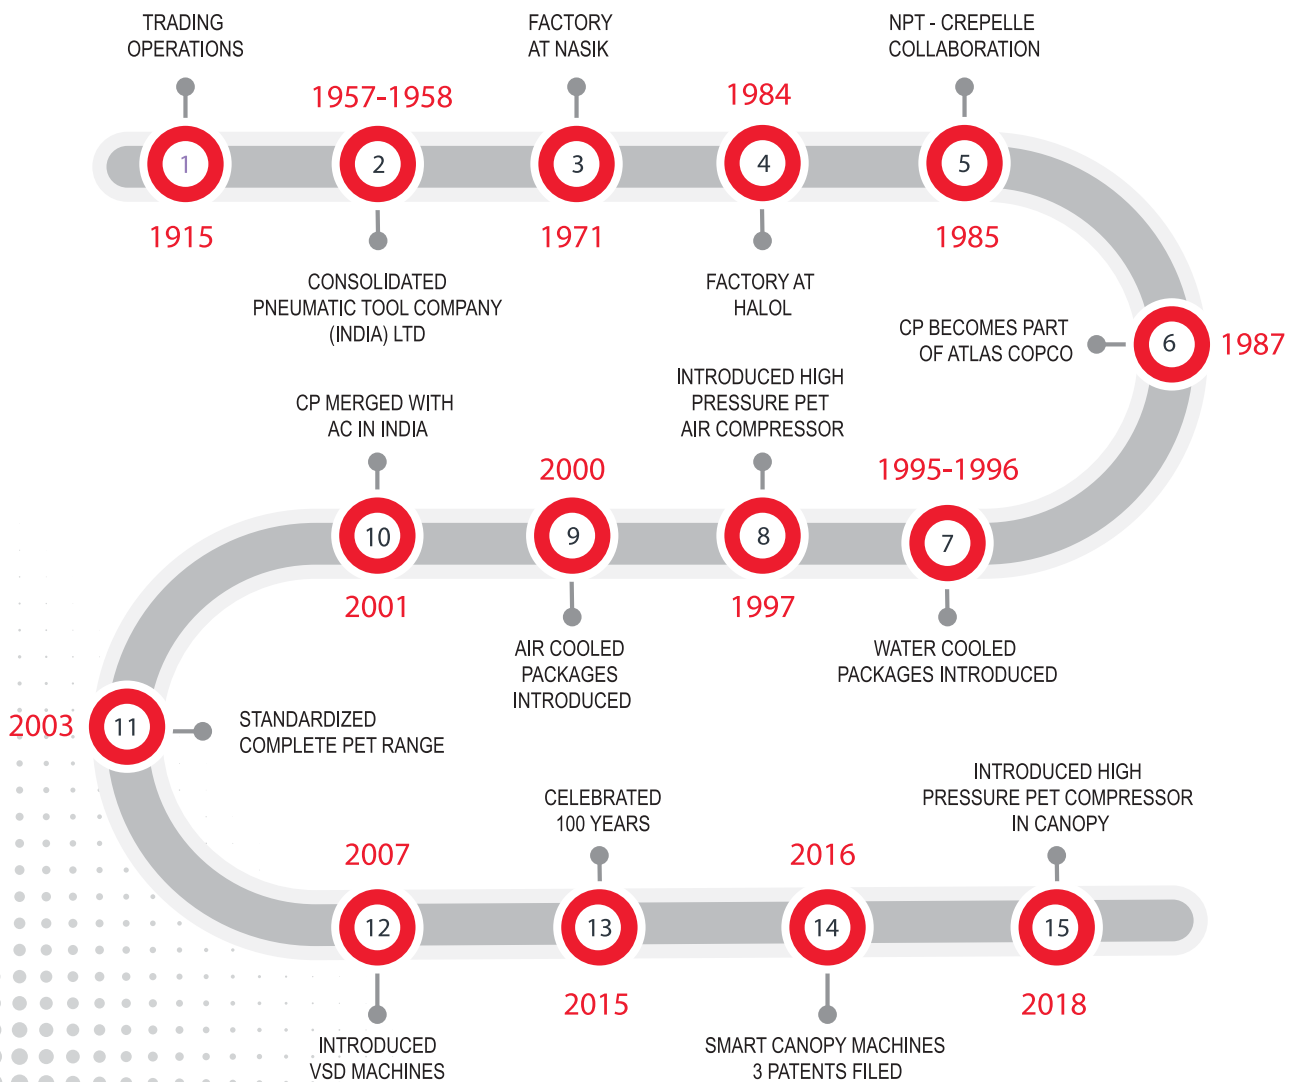 TRADING
OPERATIONS
1
1915
1957-1958
2
CONSOLIDATED
PNEUMATIC TOOL COMPANY
(INDIA) LTD
FACTORY
AT NASIK
3
1971
1984
4
FACTORY AT
HALOL
NPT - CREPELLE
COLLABORATION
5
1985
CP BECOMES PART
OF ATLAS COPCO
6
1987
1995-1996
7
WATER COOLED
PACKAGES INTRODUCED
INTRODUCED HIGH
PRESSURE PET
AIR COMPRESSOR
8
1997
2000
9
AIR COOLED
PACKAGES
INTRODUCED
CP MERGED WITH
AC IN INDIA
10
2001
2003
11
STANDARDIZED
COMPLETE PET RANGE
2007
12
INTRODUCED
VSD MACHINES
CELEBRATED
100 YEARS
13
2015
2016
14
SMART CANOPY MACHINES
3 PATENTS FILED
INTRODUCED HIGH
PRESSURE PET COMPRESSOR
IN CANOPY
15
2018